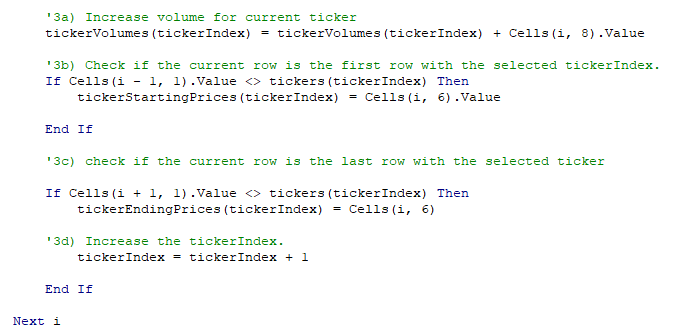 '3a) Increase volume for current ticker
tickerVolumes(tickerIndex) = tickerVolumes(tickerIndex) + Cells(i, 8).Value
'3b) Check if the current row is the first row with the selected tickerIndex.
If Cells(i - 1, 1).Value <> tickers(tickerIndex) Then
tickerStartingPrices(tickerIndex) = Cells(i, 6).Value
End If
'3c) check if the current row is the last row with the selected ticker
If Cells(i + 1, 1).Value <> tickers(tickerIndex) Then
tickerEndingPrices(tickerIndex) = Cells(i, 6)
'3d) Increase the tickerIndex.
tickerIndex = tickerIndex + 1
End If
Next i